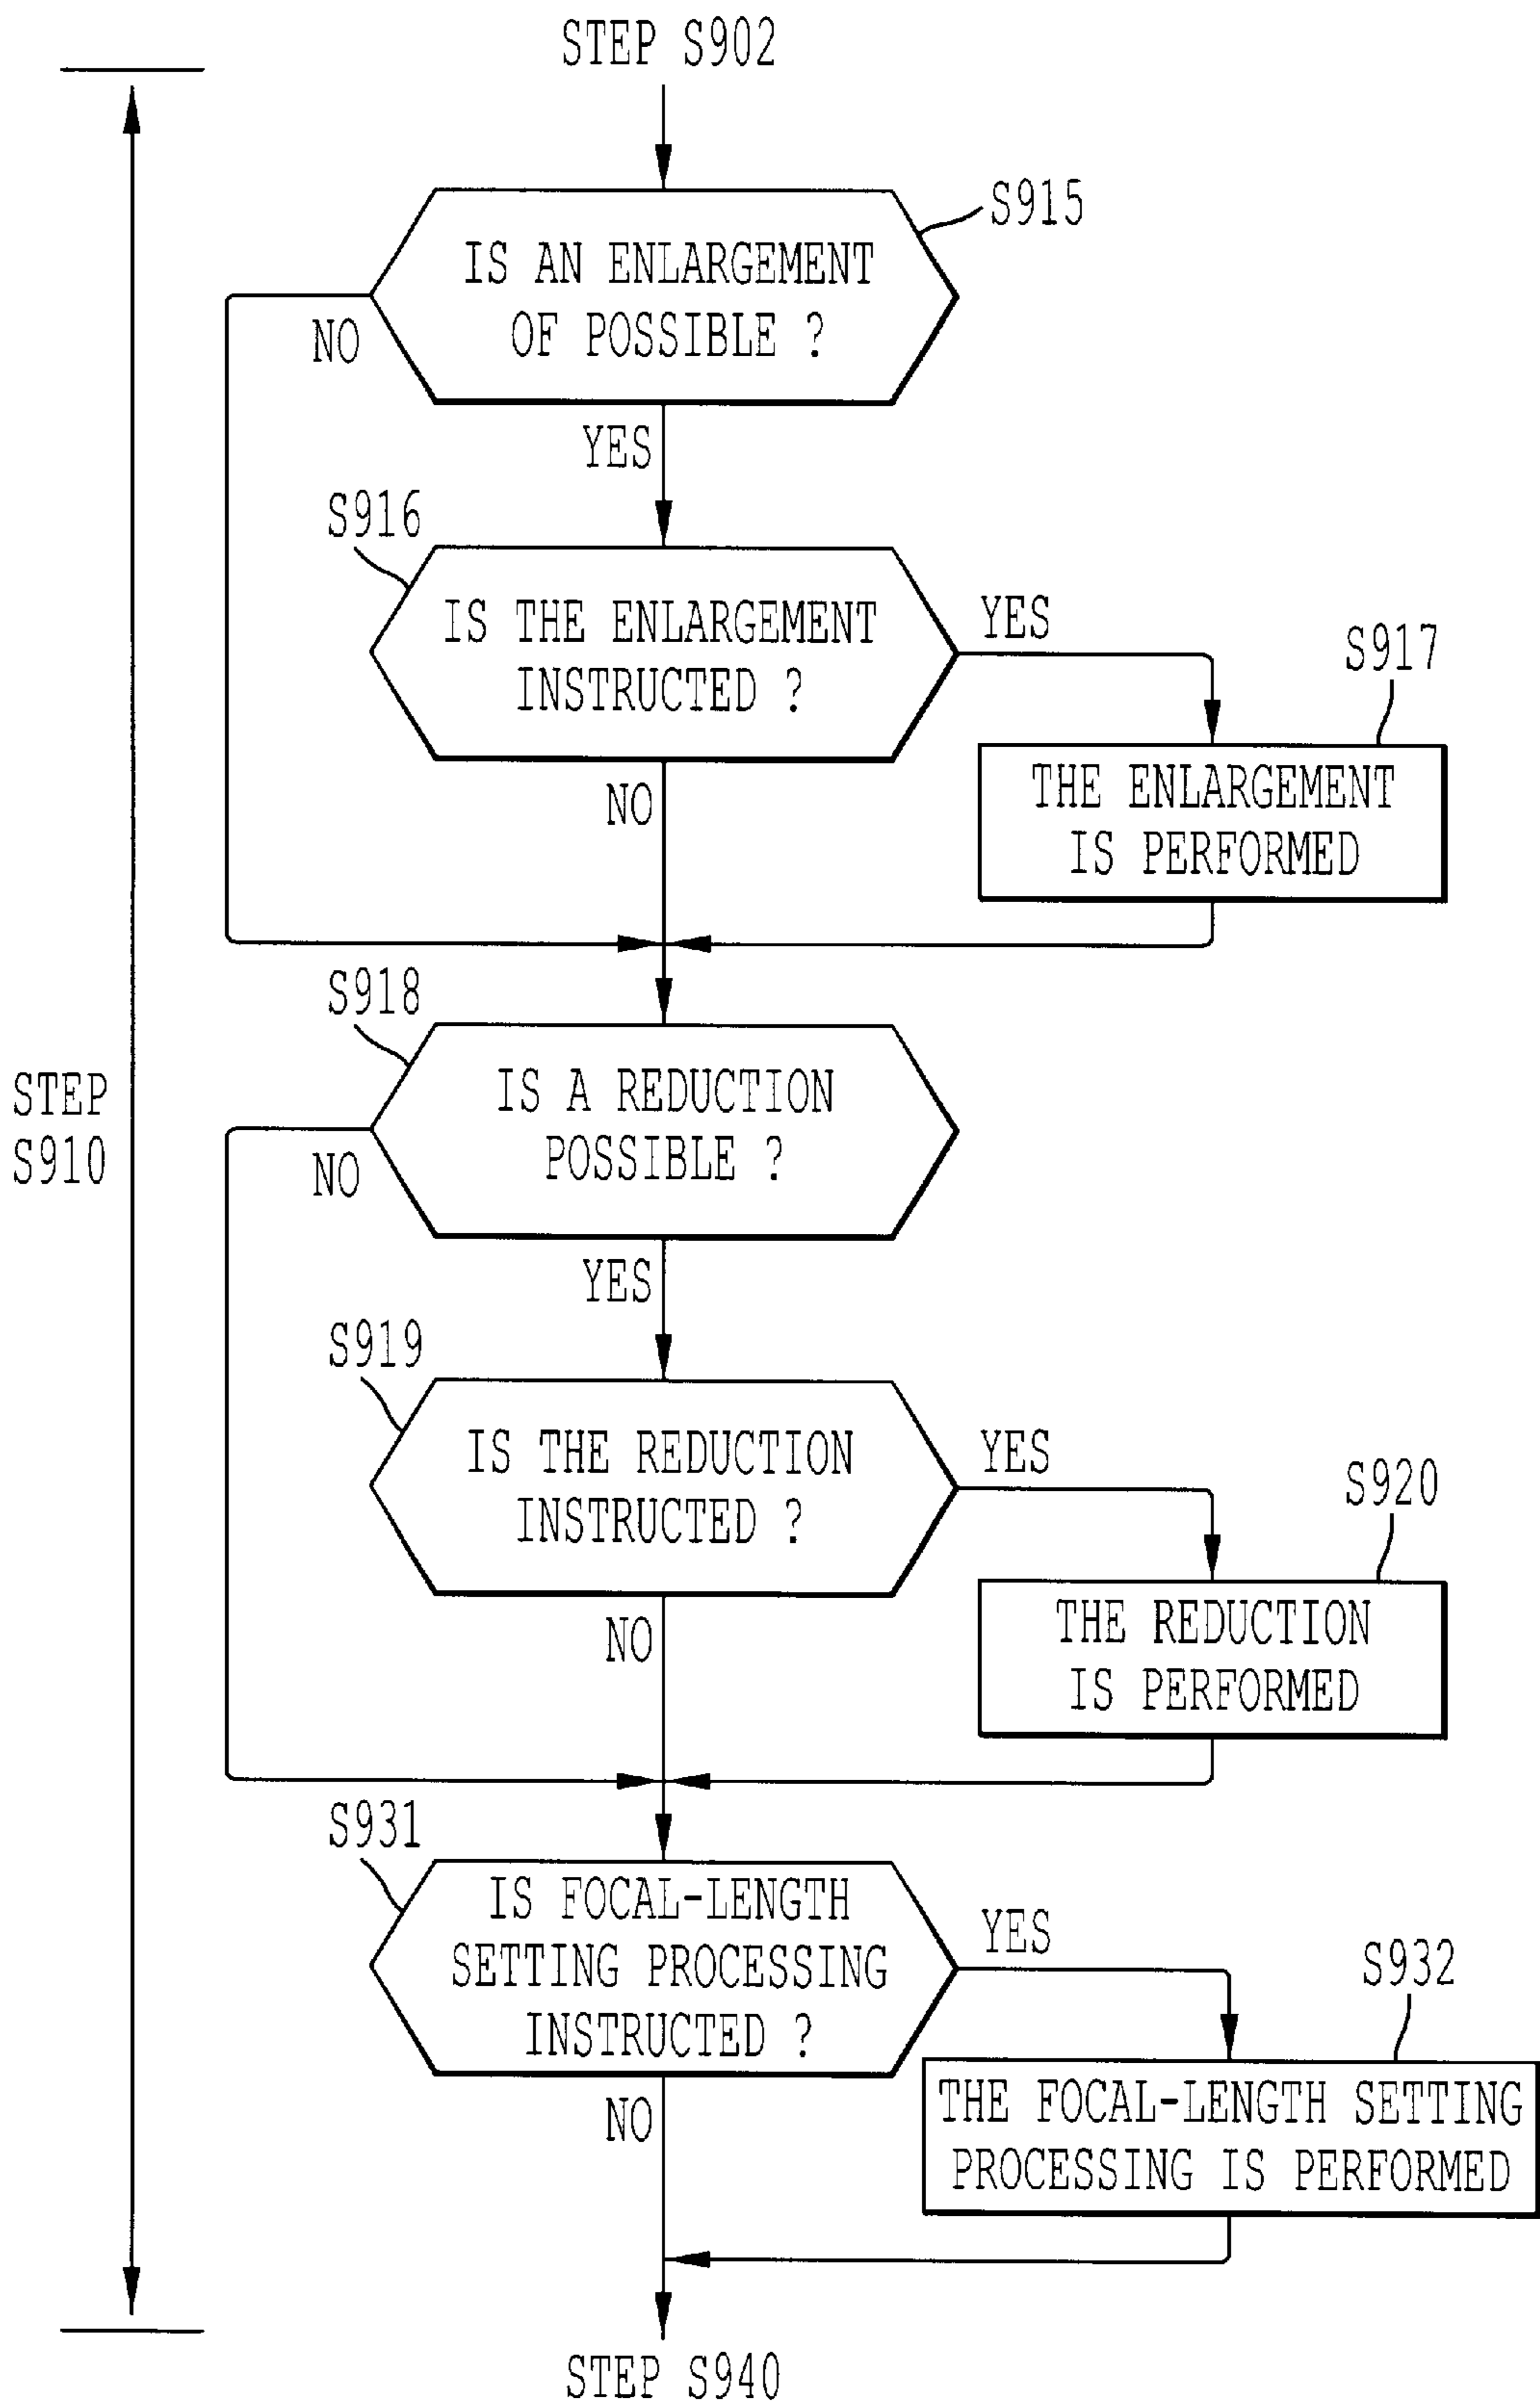 STEP S902
S915
IS AN ENLARGEMENT
OF POSSIBLE ?
NO
YES
S916
IS THE ENLARGEMENT
INSTRUCTED ?
YES
S917
THE ENLARGEMENT
IS PERFORMED
NO
S918
IS A REDUCTION
POSSIBLE ?
STEP
S910
NO
YES
S919
IS THE REDUCTION
INSTRUCTED ?
YES
S920
THE REDUCTION
IS PERFORMED
NO
S931
IS FOCAL-LENGTH
SETTING PROCESSING
INSTRUCTED ?
YES
S932
THE FOCAL-LENGTH SETTING
PROCESSING IS PERFORMED
NO
STEP S940